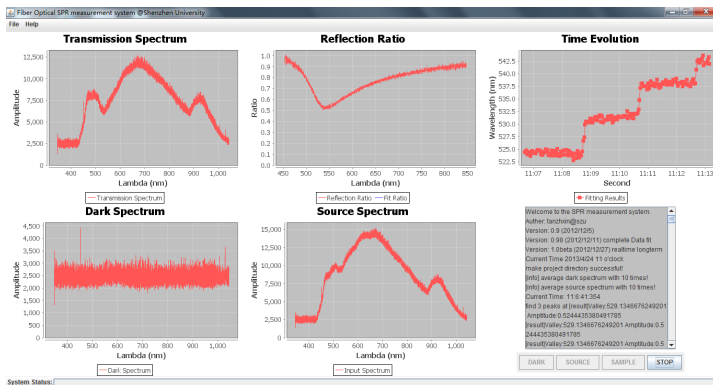 Fiber Optical SPR measurement system @Shenzhen University
File Help
Transmission Spectrum
Amplitude
12,500
10,000
7,500
5,000
2,500
0
400 500 600 700 800 900 1,000
Lambda (nm)
Transmission Spectrum
Reflection Ratio
Ratio
1.0
0.9
0.8
0.7
0.6
0.5
0.4
0.3
0.2
0.1
0.0
450 500 550 600 650 700 750 800 850
Lambda (nm)
Reflection Ratio Fit Ratio
Time Evolution
Wavelength (nm)
542.5
540.0
537.5
535.0
532.5
530.0
527.5
525.0
522.5
11:07 11:08 11:09 11:10 11:11 11:12 11:13
Second
Fitting Results
Dark Spectrum
Amplitude
4,500
4,000
3,500
3,000
2,500
2,000
1,500
1,000
500
0
400 500 600 700 800 900 1,000
Lambda (nm)
Dark Spectrum
Source Spectrum
Amplitude
15,000
12,500
10,000
7,500
5,000
2,500
0
400 500 600 700 800 900 1,000
Lambda (nm)
Input Spectrum
Welcome to the SPR measurement system.
Auther: fanzhixin@szu
Version: 0.9 (2012/12/5)
Version: 0.98 (2012/12/11) complete Data fit
Version: 1.0beta (2012/12/27) realtime longterm
Current Time 2013/4/24 11 o'clock
make project directory successful!
[info] average dark spectrum with 10 times!
[info] average source spectrum with 10 times!
Current Time: 11:6:41:354
find 3 peaks at [result]Valley:529.1346676249201
Amplitude:0.5244435380491785
[result]Valley:529.1346676249201 Amplitude:0.5
244435380491785
[result]Valley:529.1346676249201 Amplitude:0.5
DARK SOURCE SAMPLE STOP
System Status: